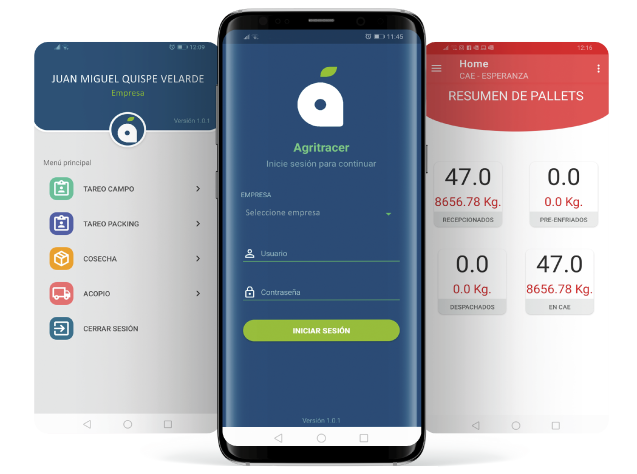 12:09
JUAN MIGUEL QUISPE VELARDE
Empresa
Versión 1.0.1
Menú principal
TAREO CAMPO
TAREO PACKING
COSECHA
ACOPIO
CERRAR SESIÓN
11:45
Agritracer
Inicie sesión para continuar
EMPRESA
Seleccione empresa
Usuario
Contraseña
INICIAR SESIÓN
Versión 1.0.1
12:16
Home
CAE - ESPERANZA
RESUMEN DE PALLETS
47.0
8656.78 Kg.
RECEPCIONADOS
0.0
0.0 Kg.
PRE-ENFRIADOS
0.0
0.0 Kg.
DESPACHADOS
47.0
8656.78 Kg.
EN CAE